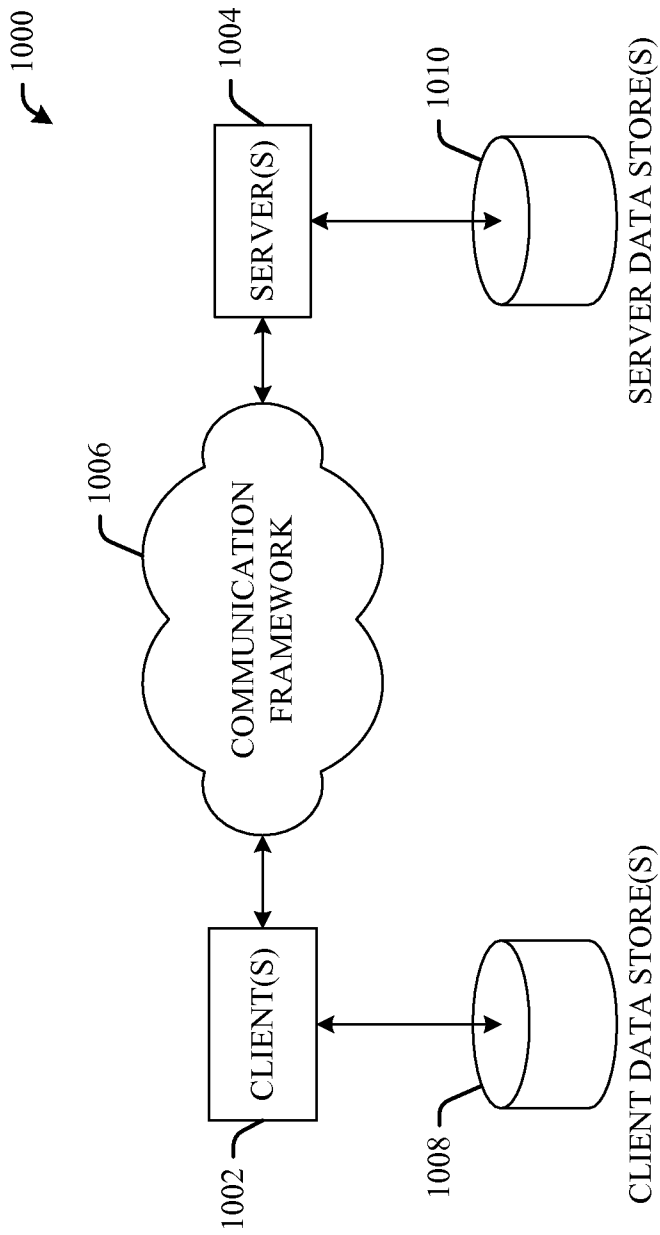 1000
1002
CLIENT(S)
1006
COMMUNICATION
FRAMEWORK
1004
SERVER(S)
1008
CLIENT DATA STORE(S)
1010
SERVER DATA STORE(S)